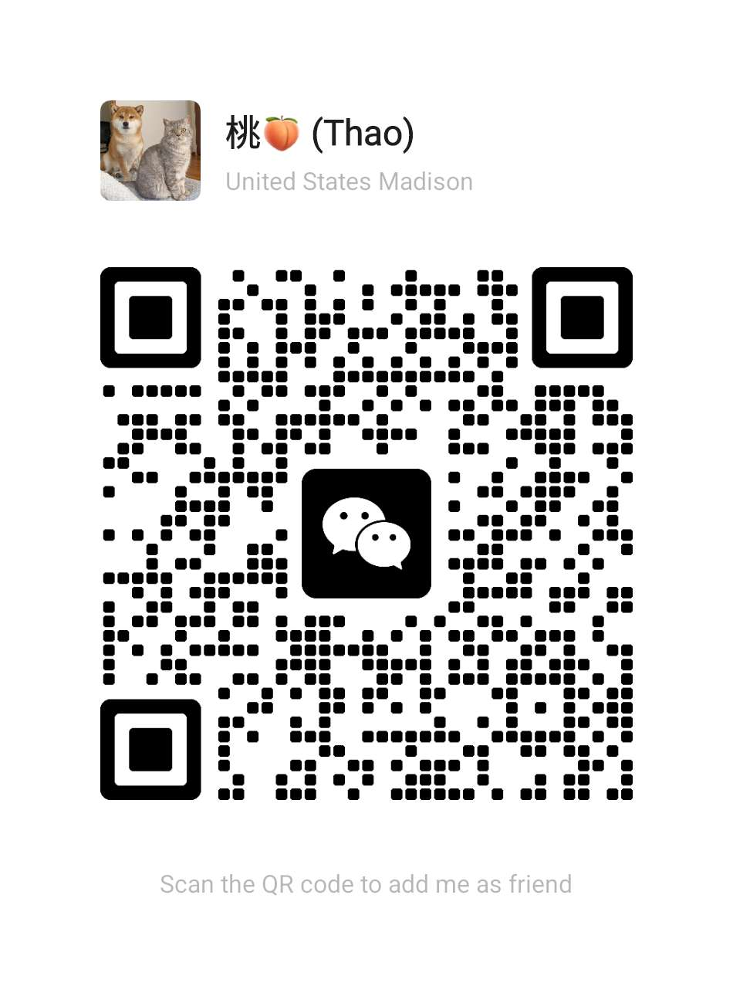 桃🍑 (Thao)
United States Madison
Scan the QR code to add me as friend